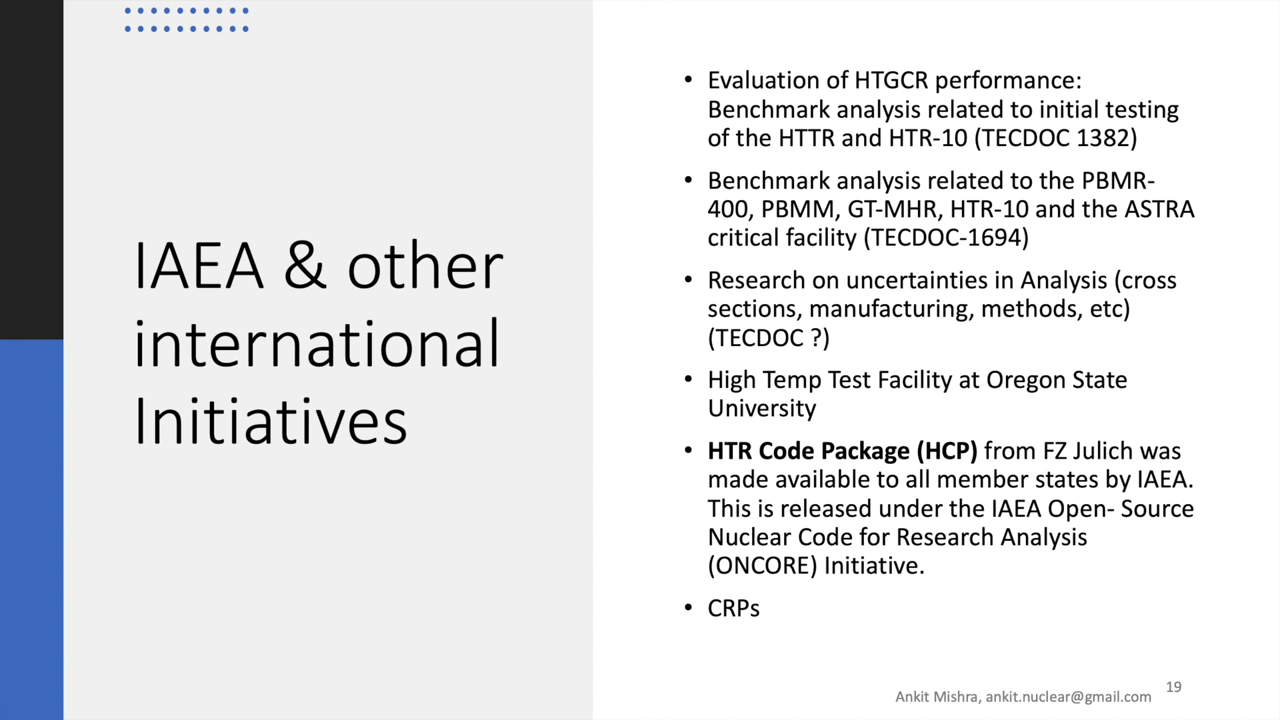 IAEA & other
international
Initiatives
• Evaluation of HTGCR performance:
Benchmark analysis related to initial testing
of the HTTR and HTR-10 (TECDOC 1382)
• Benchmark analysis related to the PBMR-
400, PBMM, GT-MHR, HTR-10 and the ASTRA
critical facility (TECDOC-1694)
• Research on uncertainties in Analysis (cross
sections, manufacturing, methods, etc)
(TECDOC ?)
• High Temp Test Facility at Oregon State
University
• HTR Code Package (HCP) from FZ Julich was
made available to all member states by IAEA.
This is released under the IAEA Open- Source
Nuclear Code for Research Analysis
(ONCORE) Initiative.
• CRPs
Ankit Mishra, ankit.nuclear@gmail.com
19